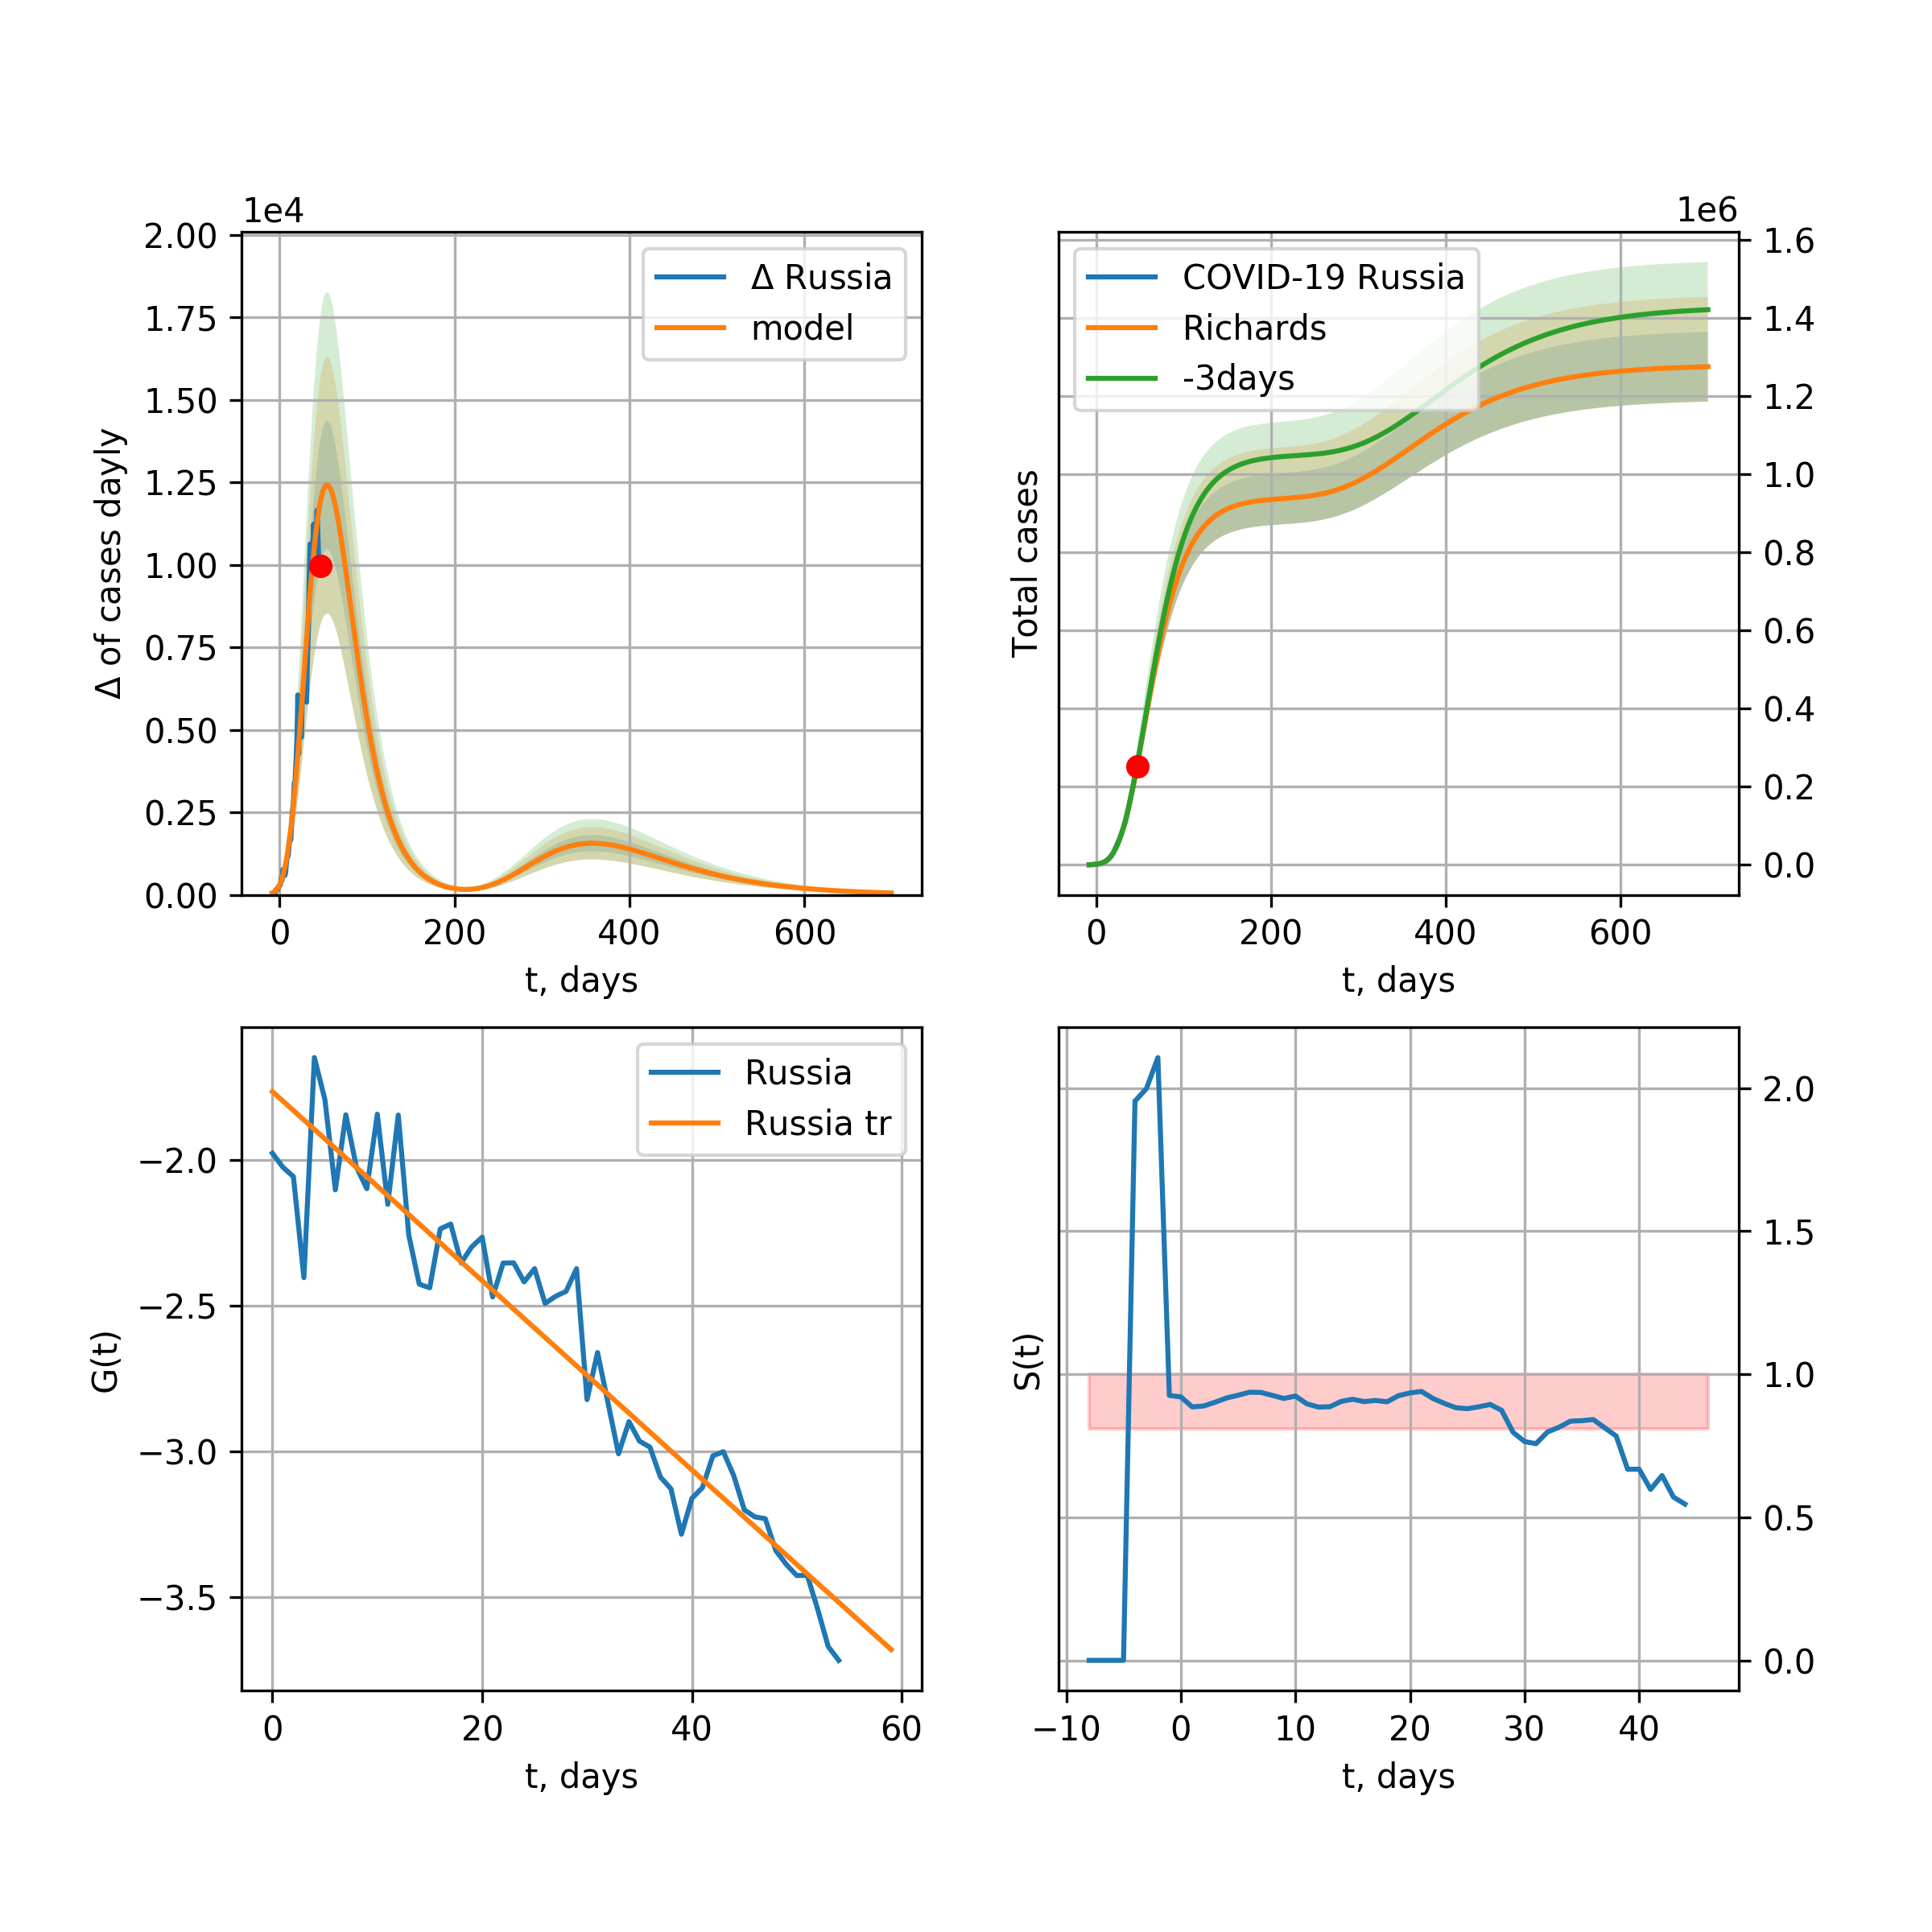 1e4
2.00
1.75
1.50
1.25
1.00
0.75
0.50
0.25
0.00
Δ of cases dayly
Δ Russia
model
0 200 400 600
t, days
1e6
1.6
1.4
1.2
1.0
0.8
0.6
0.4
0.2
0.0
Total cases
COVID-19 Russia
Richards
-3days
0 200 400 600
t, days
−2.0
−2.5
−3.0
−3.5
G(t)
Russia
Russia tr
0 20 40 60
t, days
2.0
1.5
1.0
0.5
0.0
S(t)
−10 0 10 20 30 40
t, days